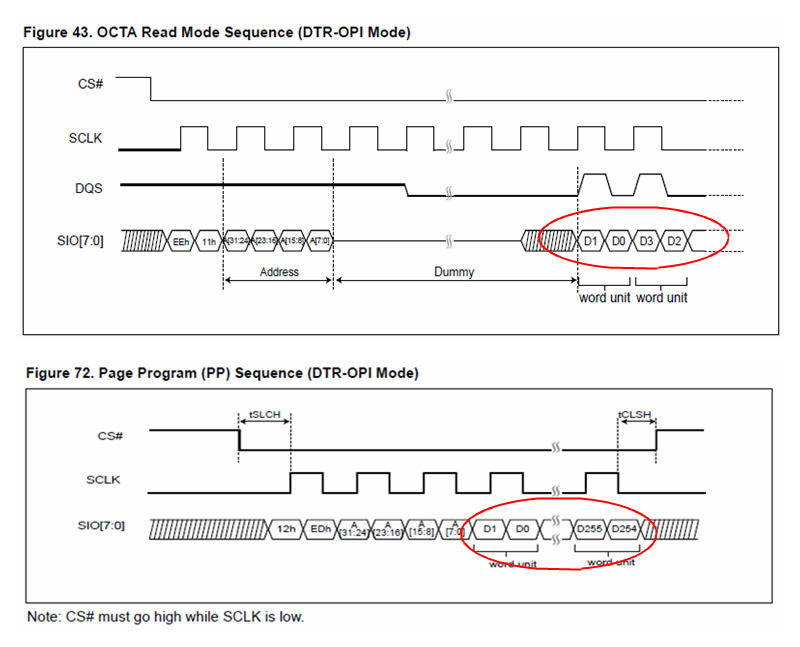 Figure 43. OCTA Read Mode Sequence (DTR-OPI Mode)
CS#
SCLK
DQS
SIO[7:0] EEh 11h A[31:24] A[23:16] A[15:8] A[7:0] D1 D0 D3 D2
Address Dummy
word unit word unit
Figure 72. Page Program (PP) Sequence (DTR-OPI Mode)
tSLCH tCLSH
CS#
SCLK
SIO[7:0] 12h EDh A [31:24] A [23:16] A [15:8] A [7:0] D1 D0 D255 D254
word unit word unit
Note: CS# must go high while SCLK is low.